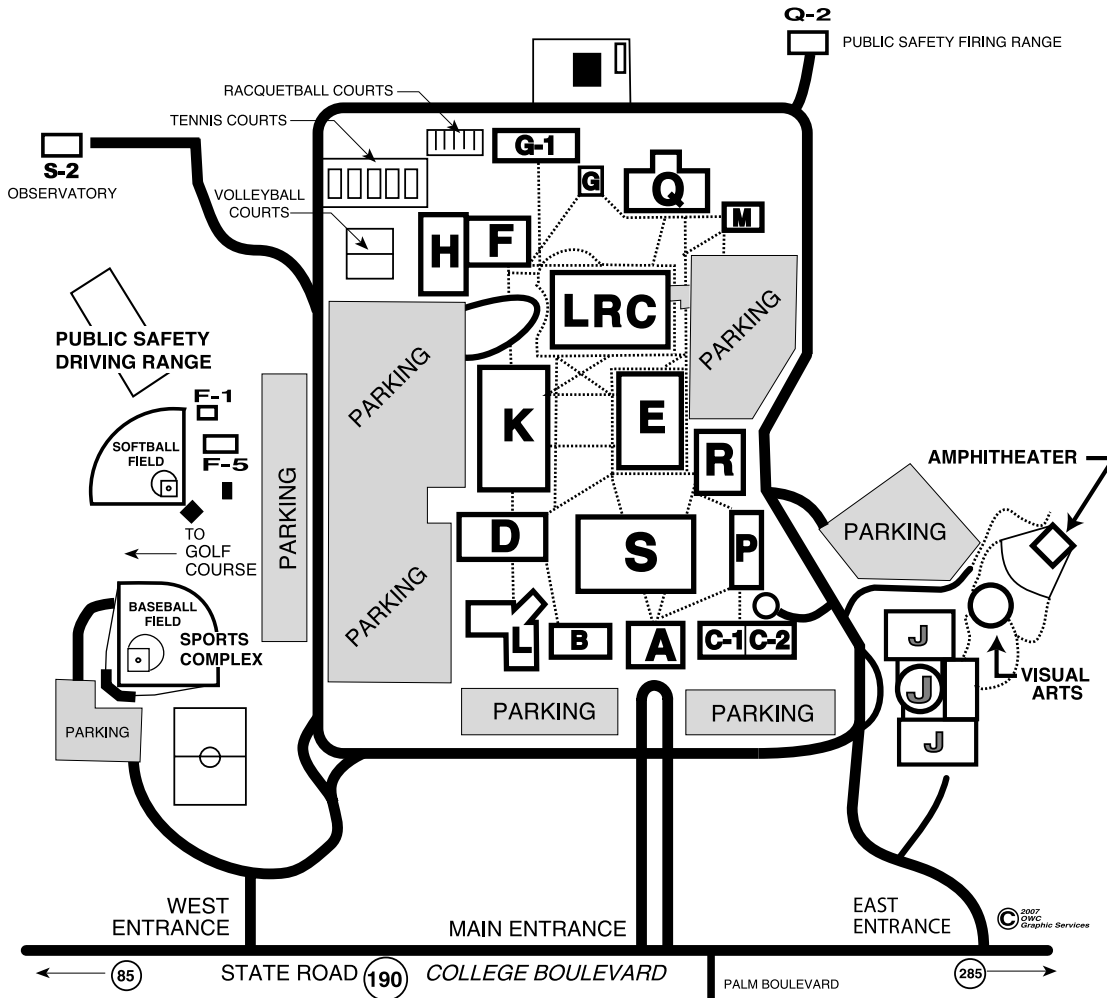 Q-2
PUBLIC SAFETY FIRING RANGE
RACQUETBALL COURTS
TENNIS COURTS
G-1
S-2
OBSERVATORY
G
Q
VOLLEYBALL
COURTS
M
H
F
LRC
PARKING
PUBLIC SAFETY
DRIVING RANGE
PARKING
F-1
K
E
SOFTBALL
FIELD
F-5
R
AMPHITHEATER
PARKING
PARKING
TO
GOLF
COURSE
D
S
P
PARKING
BASEBALL
FIELD
SPORTS
COMPLEX
L
B
A
C-1
C-2
J
J
J
VISUAL
ARTS
PARKING
PARKING
PARKING
WEST
ENTRANCE
MAIN ENTRANCE
EAST
ENTRANCE
© 2007
OWC
Graphic Services
85
STATE ROAD 190 COLLEGE BOULEVARD
285
PALM BOULEVARD